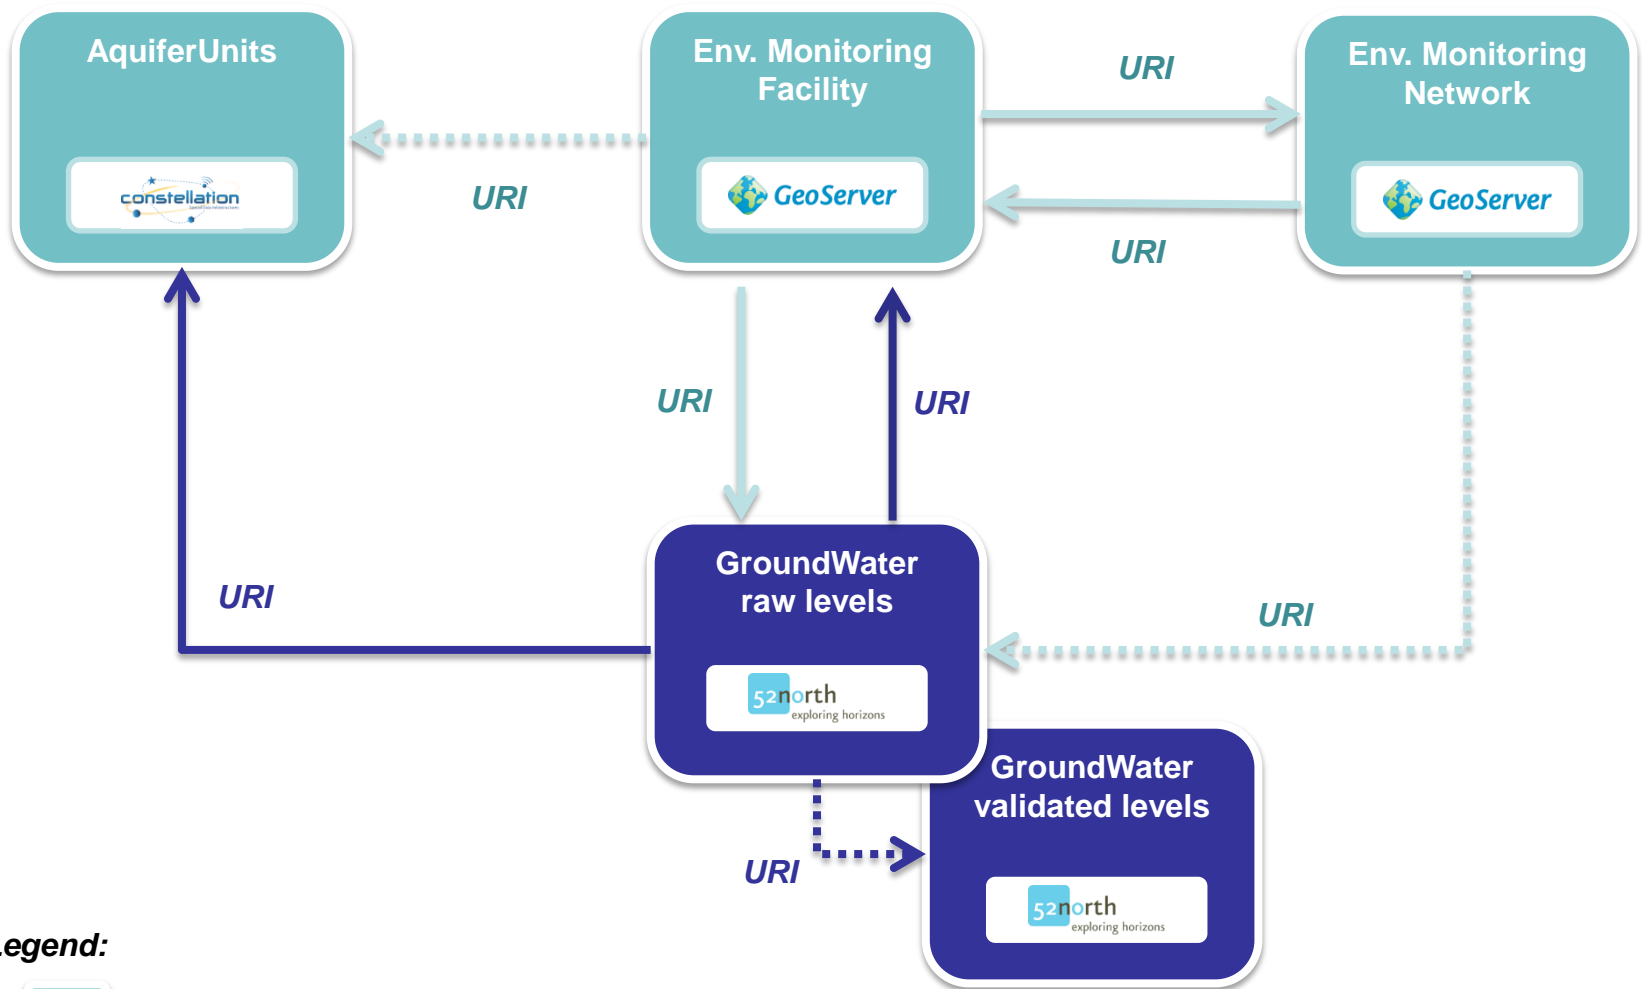 AquiferUnits
constellation
Env. Monitoring
Facility
GeoServer
URI
Env. Monitoring
Network
GeoServer
URI
URI
URI
URI
URI
URI
GroundWater
raw levels
52north
exploring horizons
URI
GroundWater
validated levels
52north
exploring horizons
egend: